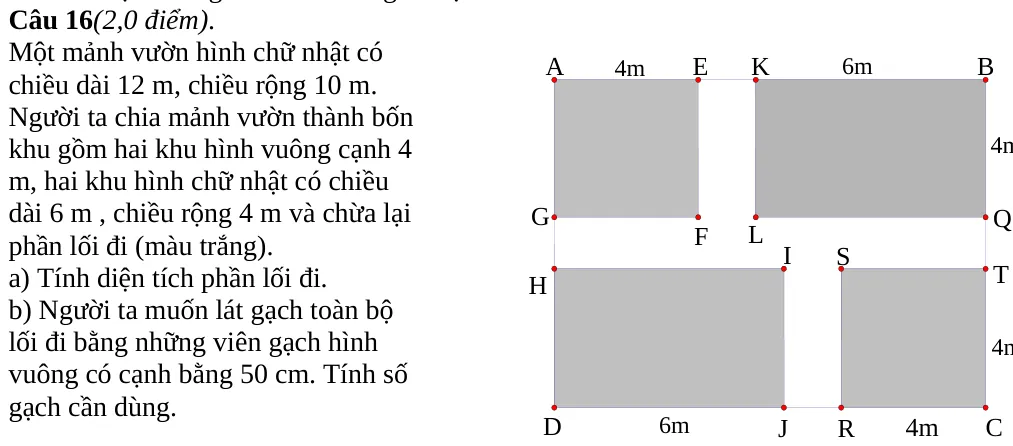 Câu 16(2,0 điểm).
Một mảnh vườn hình chữ nhật có
chiều dài 12 m, chiều rộng 10 m.
Người ta chia mảnh vườn thành bốn
khu gồm hai khu hình vuông cạnh 4
m, hai khu hình chữ nhật có chiều
dài 6 m , chiều rộng 4 m và chừa lại
phần lối đi (màu trắng).
a) Tính diện tích phần lối đi.
b) Người ta muốn lát gạch toàn bộ
lối đi bằng những viên gạch hình
vuông có cạnh bằng 50 cm. Tính số
gạch cần dùng.
A 4m E K 6m B
4m
G F L Q
I S
H T
4m
D 6m J R 4m C